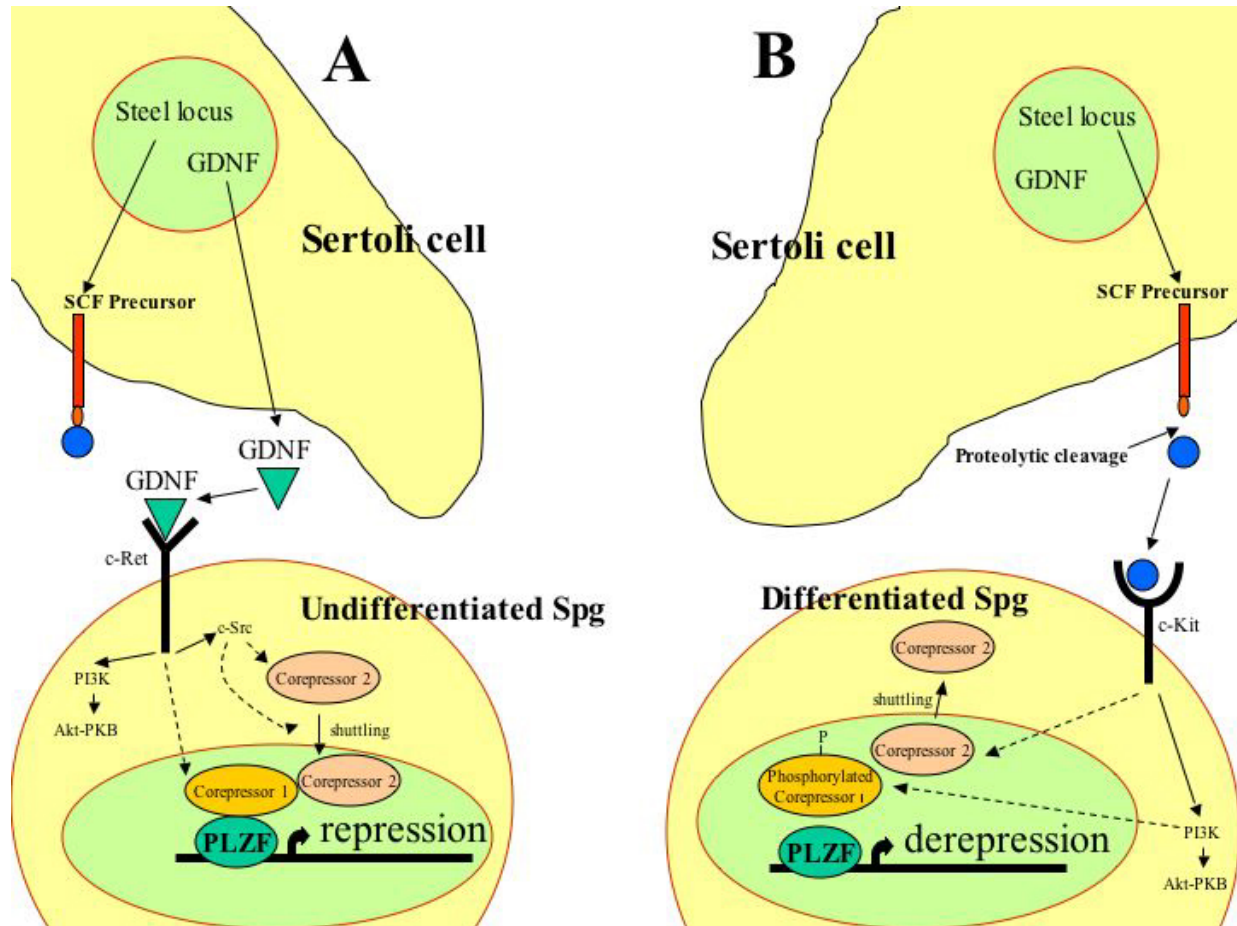 A
Steel locus
GDNF
Sertoli cell
SCF Precursor
GDNF
GDNF
c-Ret
Undifferentiated Spg
c-Src
PI3K
Akt-PKB
Corepressor 2
shuttling
Corepressor 1
Corepressor 2
PLZF
repression
B
Steel locus
GDNF
Sertoli cell
SCF Precursor
Proteolytic cleavage
Differentiated Spg
c-Kit
Corepressor 2
shuttling
P
Corepressor 2
Phosphorylated
Corepressor 1
PI3K
Akt-PKB
PLZF
derepression